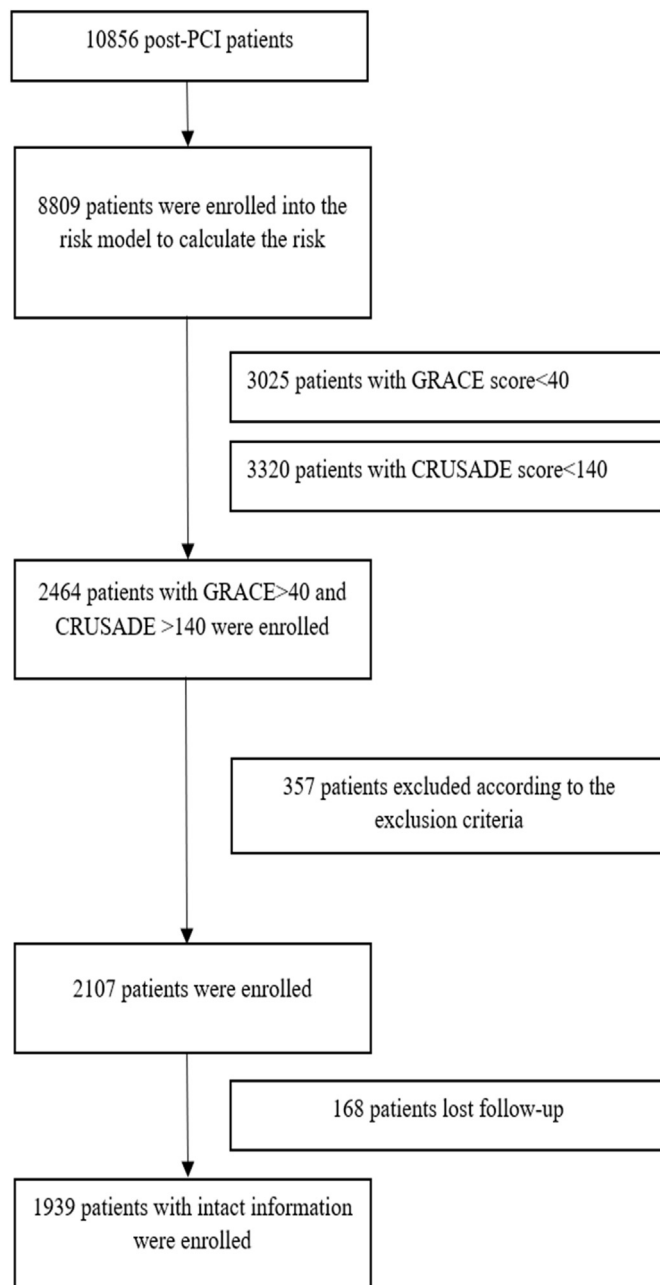 10856 post-PCI patients
8809 patients were enrolled into the
risk model to calculate the risk
3025 patients with GRACE score<40
3320 patients with CRUSADE score<140
2464 patients with GRACE>40 and
CRUSADE >140 were enrolled
357 patients excluded according to the
exclusion criteria
2107 patients were enrolled
168 patients lost follow-up
1939 patients with intact information
were enrolled